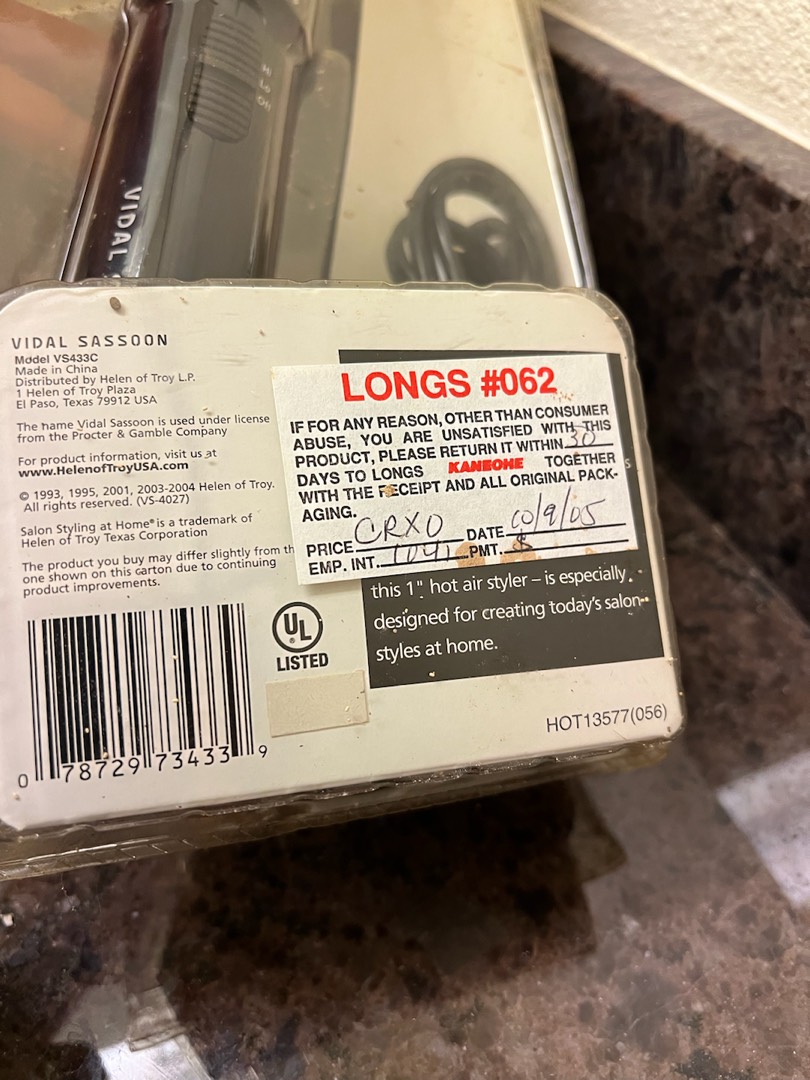 HI
LO
VIDAL
VIDAL SASSOON
Model VS433C
Made in China
Distributed by Helen of Troy L.P.
1 Helen of Troy Plaza
El Paso, Texas 79912 USA
The name Vidal Sassoon is used under license
from the Procter & Gamble Company
For product information, visit us at
www.HelenofTroyUSA.com
© 1993, 1995, 2001, 2003-2004 Helen of Troy.
All rights reserved. (VS-4027)
Salon Styling at Home® is a trademark of
Helen of Troy Texas Corporation
The product you buy may differ slightly from th
one shown on this carton due to continuing
product improvements.
0 78729 73433 9
UL
LISTED
LONGS #062
IF FOR ANY REASON, OTHER THAN CONSUMER
ABUSE, YOU ARE UNSATISFIED WITH THIS
PRODUCT, PLEASE RETURN IT WITHIN 30
DAYS TO LONGS KANEOHE TOGETHER
WITH THE RECEIPT AND ALL ORIGINAL PACK-
AGING.
PRICE CRXO DATE 10/9/05
EMP. INT. 1041 PMT. $
this 1" hot air styler – is especially
designed for creating today's salon-
styles at home.
HOT13577(056)